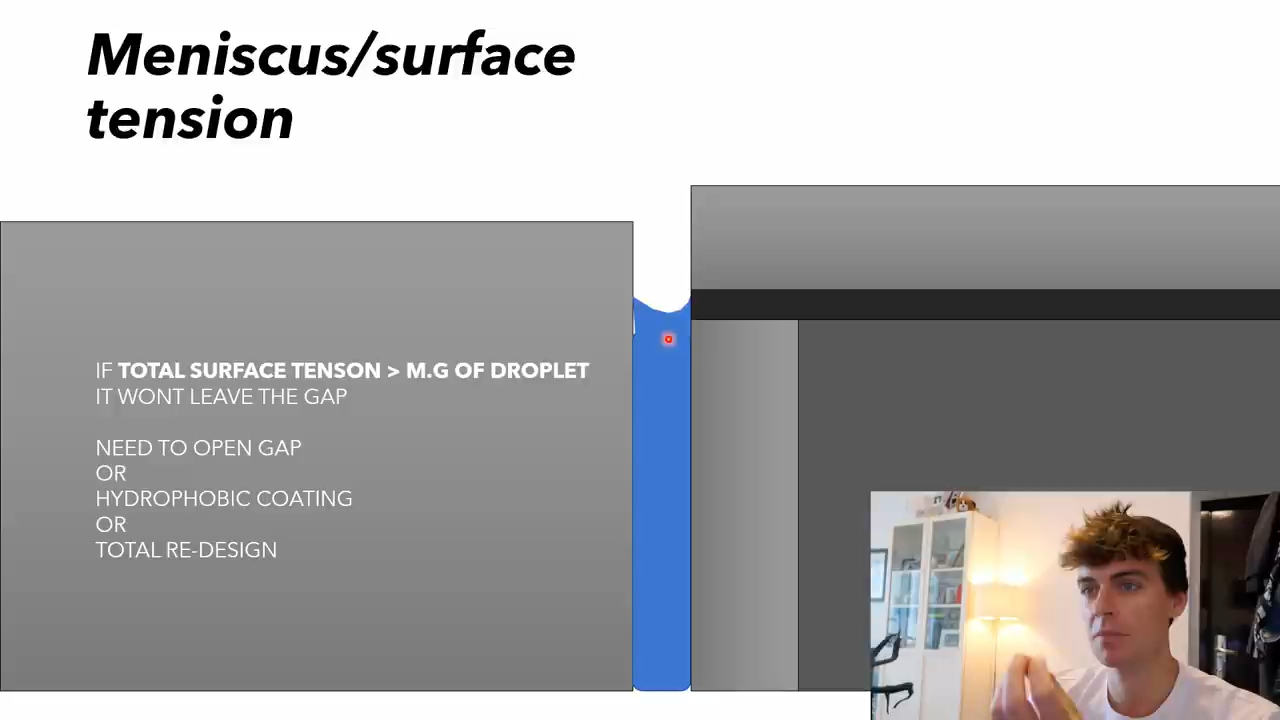 Meniscus/surface
tension
IF TOTAL SURFACE TENSON > M.G OF DROPLET
IT WONT LEAVE THE GAP
NEED TO OPEN GAP
OR
HYDROPHOBIC COATING
OR
TOTAL RE-DESIGN